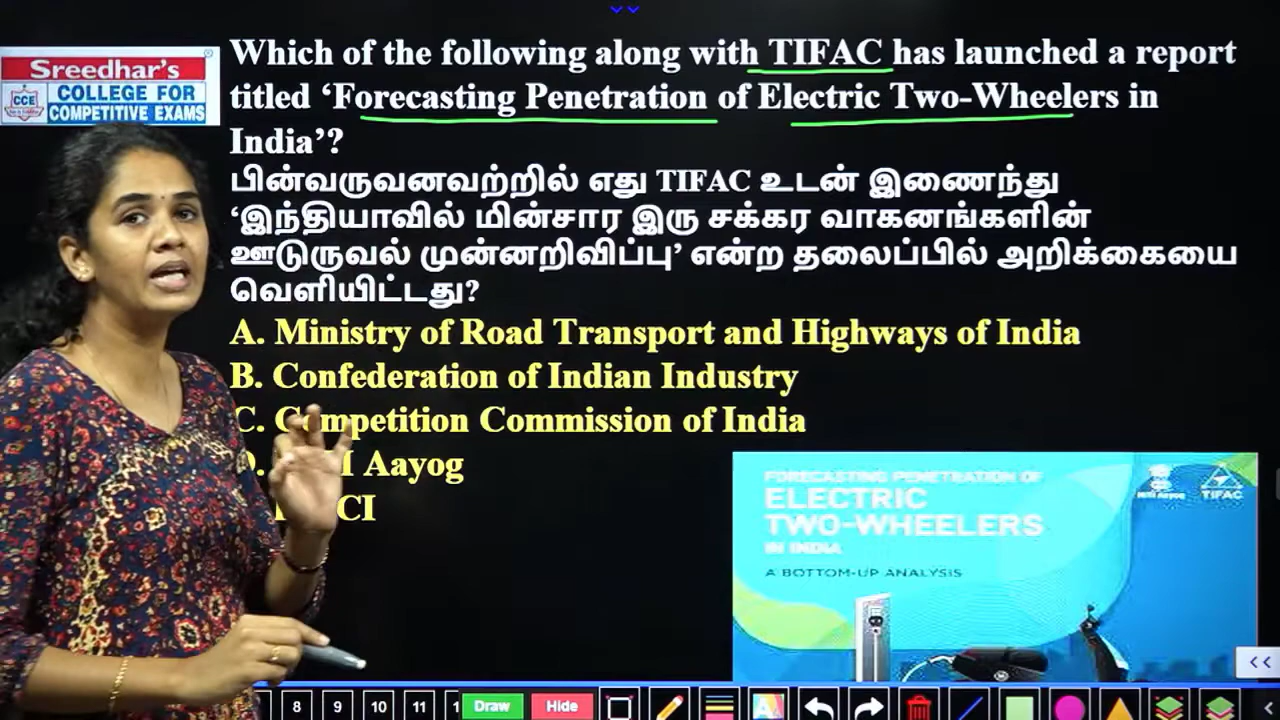 Sreedhar's
CCE
COLLEGE FOR
COMPETITIVE EXAMS
Which of the following along with TIFAC has launched a report
titled ‘Forecasting Penetration of Electric Two-Wheelers in
India’?
பின்வருவனவற்றில் எது TIFAC உடன் இணைந்து
‘இந்தியாவில் மின்சார இரு சக்கர வாகனங்களின்
ஊடுருவல் முன்னறிவிப்பு’ என்ற தலைப்பில் அறிக்கையை
வெளியிட்டது?
A. Ministry of Road Transport and Highways of India
B. Confederation of Indian Industry
C. Competition Commission of India
Aayog
CI
FORECASTING PENETRATION OF
ELECTRIC
TWO-WHEELERS
IN INDIA
A BOTTOM-UP ANALYSIS
NITI Aayog
TIFAC
8 9 10 11 Draw Hide